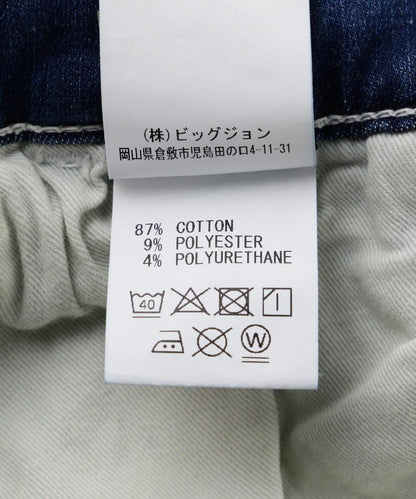 (株)ビッグジョン
岡山県倉敷市児島田の口4-11-31
87% COTTON
9% POLYESTER
4% POLYURETHANE
40
W